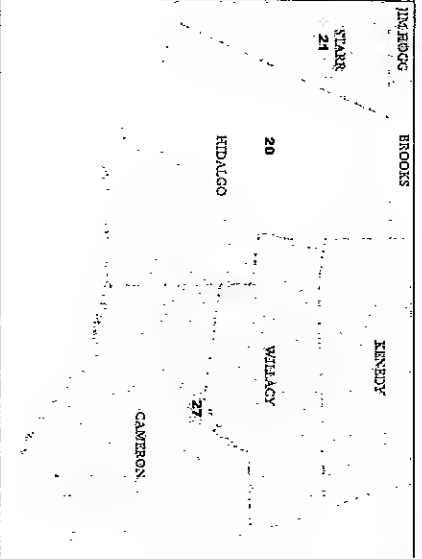 JIM HOGG
BROOKS
KENEDY
STARR
21
20
HIDALGO
WILLACY
27
CAMERON